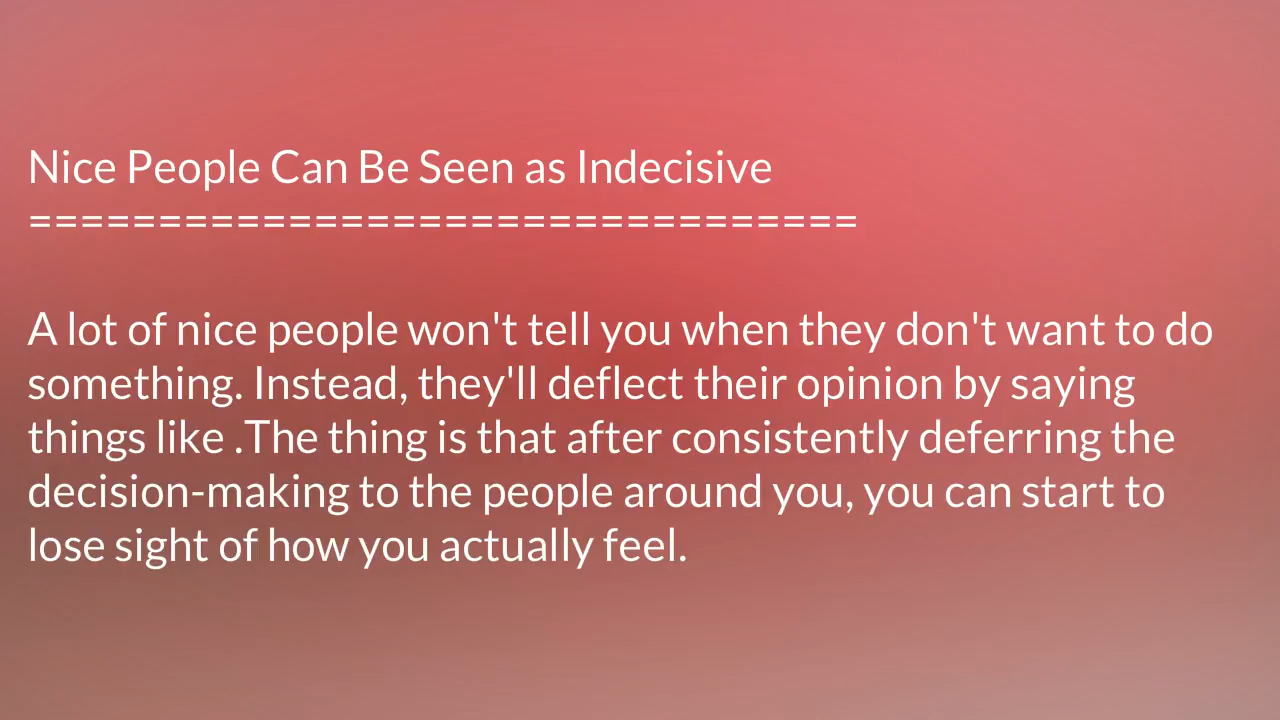 Nice People Can Be Seen as Indecisive
================================
A lot of nice people won't tell you when they don't want to do
something. Instead, they'll deflect their opinion by saying
things like .The thing is that after consistently deferring the
decision-making to the people around you, you can start to
lose sight of how you actually feel.